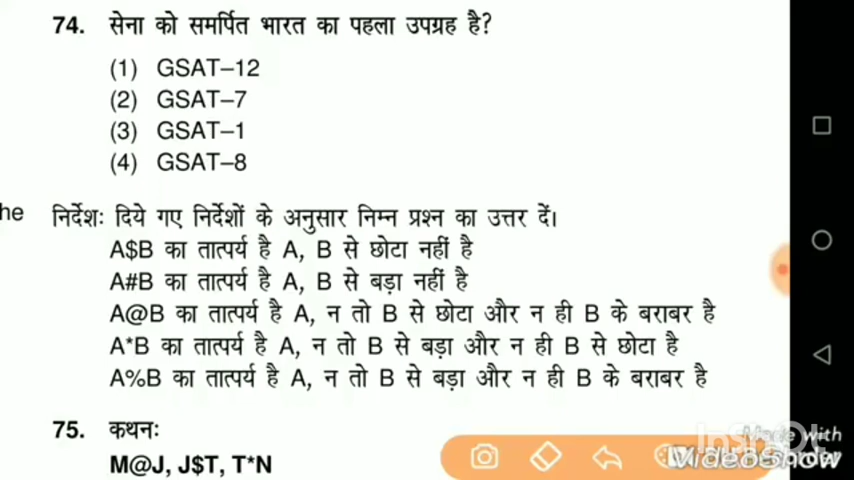 74. सेना को समर्पित भारत का पहला उपग्रह है?
(1) GSAT–12
(2) GSAT–7
(3) GSAT–1
(4) GSAT–8
he
निर्देशः दिये गए निर्देशों के अनुसार निम्न प्रश्न का उत्तर दें।
A$B का तात्पर्य है A, B से छोटा नहीं है
A#B का तात्पर्य है A, B से बड़ा नहीं है
A@B का तात्पर्य है A, न तो B से छोटा और न ही B के बराबर है
A*B का तात्पर्य है A, न तो B से बड़ा और न ही B से छोटा है
A%B का तात्पर्य है A, न तो B से बड़ा और न ही B के बराबर है
75. कथनः
M@J, J$T, T*N
Made with
VideoShow